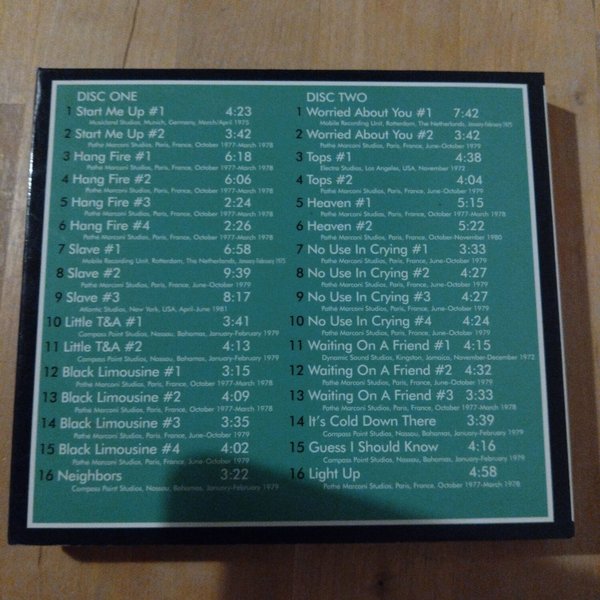 DISC ONE
1 Start Me Up #1 4:23
Musicland Studios, Munich, Germany, March/April 1975
2 Start Me Up #2 3:42
Pathe Marconi Studios, Paris, France, October 1977-March 1978
3 Hang Fire #1 6:18
Pathe Marconi Studios, Paris, France, October 1977-March 1978
4 Hang Fire #2 6:06
Pathe Marconi Studios, Paris, France, October 1977-March 1978
5 Hang Fire #3 2:24
Pathe Marconi Studios, Paris, France, October 1977-March 1978
6 Hang Fire #4 2:26
Pathe Marconi Studios, Paris, France, October 1977-March 1978
7 Slave #1 6:58
Mobile Recording Unit, Rotterdam, The Netherlands, January-February 1975
8 Slave #2 9:39
Pathe Marconi Studios, Paris, France, June-October 1979
9 Slave #3 8:17
Atlantic Studios, New York, USA, April-June 1981
10 Little T&A #1 3:41
Compass Point Studios, Nassau, Bahamas, January-February 1979
11 Little T&A #2 4:13
Compass Point Studios, Nassau, Bahamas, January-February 1979
12 Black Limousine #1 3:15
Pathe Marconi Studios, Paris, France, October 1977-March 1978
13 Black Limousine #2 4:09
Pathe Marconi Studios, Paris, France, October 1977-March 1978
14 Black Limousine #3 3:35
Pathe Marconi Studios, Paris, France, June-October 1979
15 Black Limousine #4 4:02
Pathe Marconi Studios, Paris, France, June-October 1979
16 Neighbors 3:22
Compass Point Studios, Nassau, Bahamas, January-February 1979
DISC TWO
1 Worried About You #1 7:42
Mobile Recording Unit, Rotterdam, The Netherlands, January-February 1975
2 Worried About You #2 3:42
Pathe Marconi Studios, Paris, France, June-October 1979
3 Tops #1 4:38
Electra Studios, Los Angeles, USA, November 1972
4 Tops #2 4:04
Pathe Marconi Studios, Paris, France, June-October 1979
5 Heaven #1 5:15
Pathe Marconi Studios, Paris, France, October 1977-March 1978
6 Heaven #2 5:22
Pathe Marconi Studios, Paris, France, October-November 1980
7 No Use In Crying #1 3:33
Pathe Marconi Studios, Paris, France, June-October 1979
8 No Use In Crying #2 4:27
Pathe Marconi Studios, Paris, France, June-October 1979
9 No Use In Crying #3 4:27
Pathe Marconi Studios, Paris, France, June-October 1979
10 No Use In Crying #4 4:24
Pathe Marconi Studios, Paris, France, June-October 1979
11 Waiting On A Friend #1 4:15
Dynamic Sound Studios, Kingston, Jamaica, November-December 1972
12 Waiting On A Friend #2 4:32
Pathe Marconi Studios, Paris, France, June-October 1979
13 Waiting On A Friend #3 3:33
Pathe Marconi Studios, Paris, France, October 1977-March 1978
14 It's Cold Down There 3:39
Compass Point Studios, Nassau, Bahamas, January-February 1979
15 Guess I Should Know 4:16
Compass Point Studios, Nassau, Bahamas, January-February 1979
16 Light Up 4:58
Pathe Marconi Studios, Paris, France, October 1977-March 1978